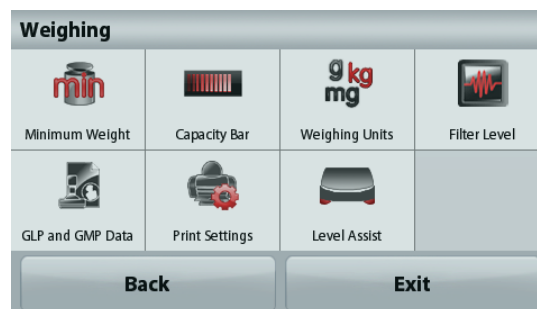 Weighing
min
g kg
mg
Minimum Weight
Capacity Bar
Weighing Units
Filter Level
GLP and GMP Data
Print Settings
Level Assist
Back
Exit